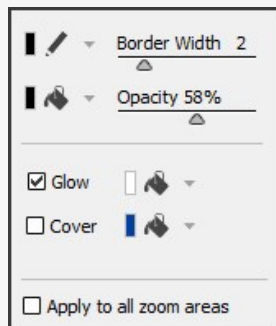 Border Width 2
Opacity 58%
Glow
Cover
Apply to all zoom areas